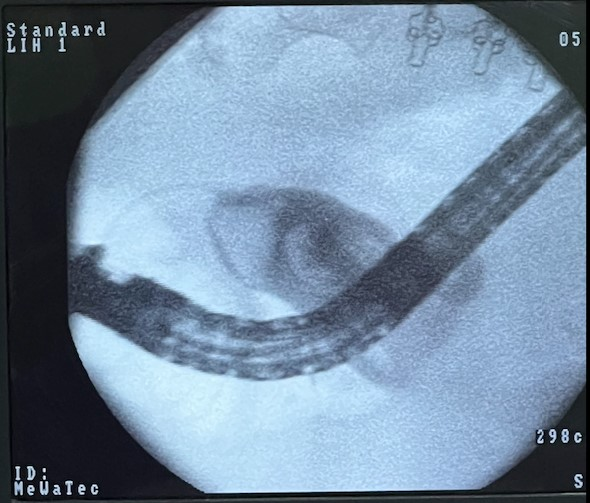 Standard
LIH 1
05
298c
ID:
MeWaTec
S